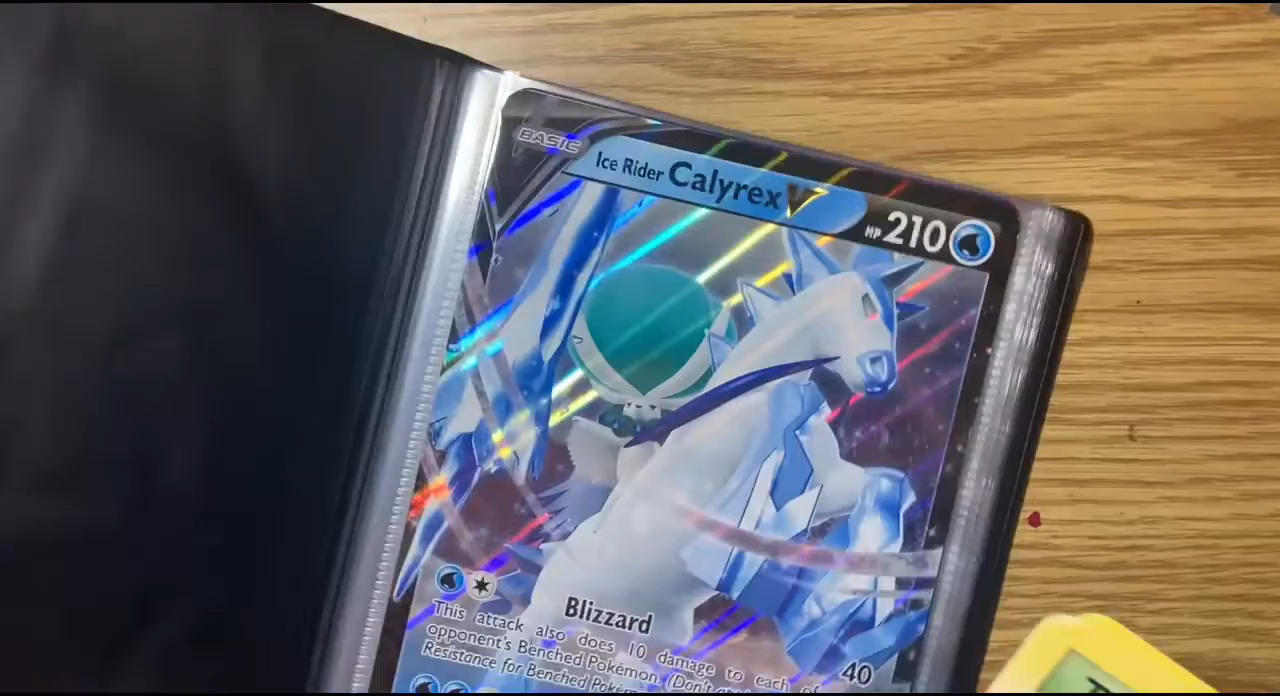 BASIC
Ice Rider Calyrex V
HP 210
Blizzard
40
This attack also does 10 damage to each of
opponent's Benched Pokémon. (Don't
Resistance for Benched